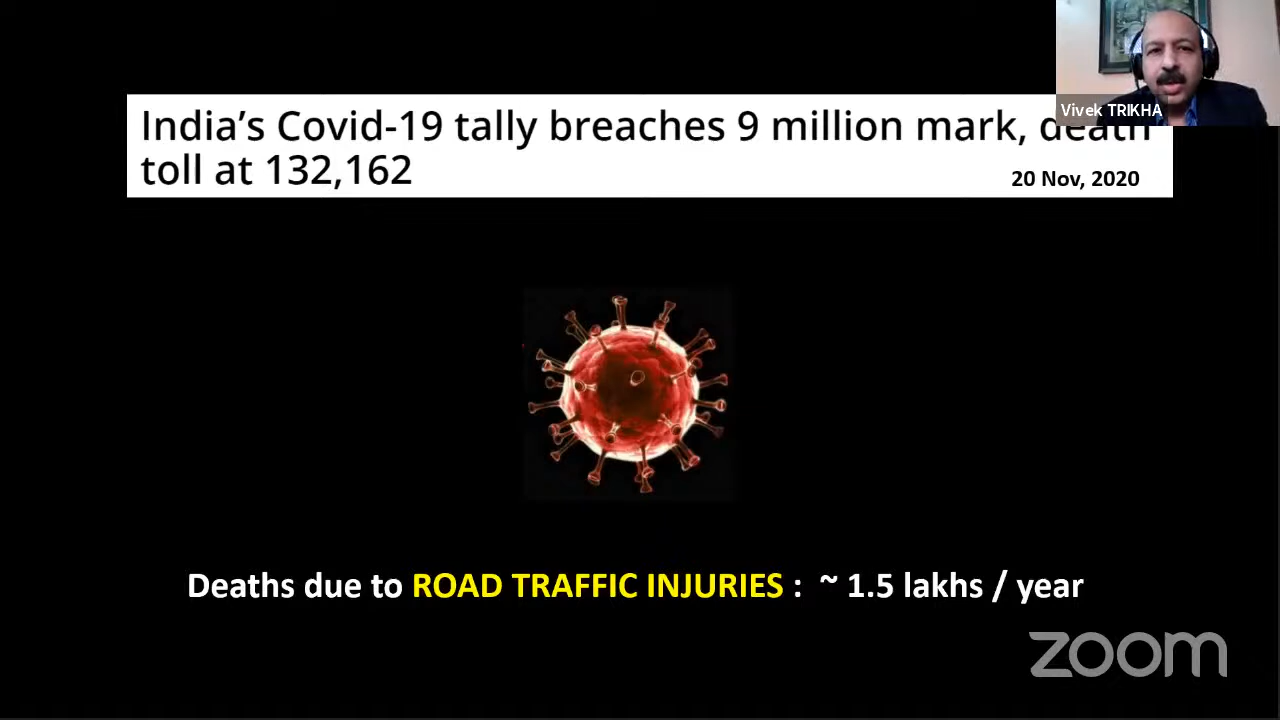 India's Covid-19 tally breaches 9 million mark, death
toll at 132,162
20 Nov, 2020
Vivek TRIKHA
Deaths due to ROAD TRAFFIC INJURIES : ~ 1.5 lakhs / year
zoom